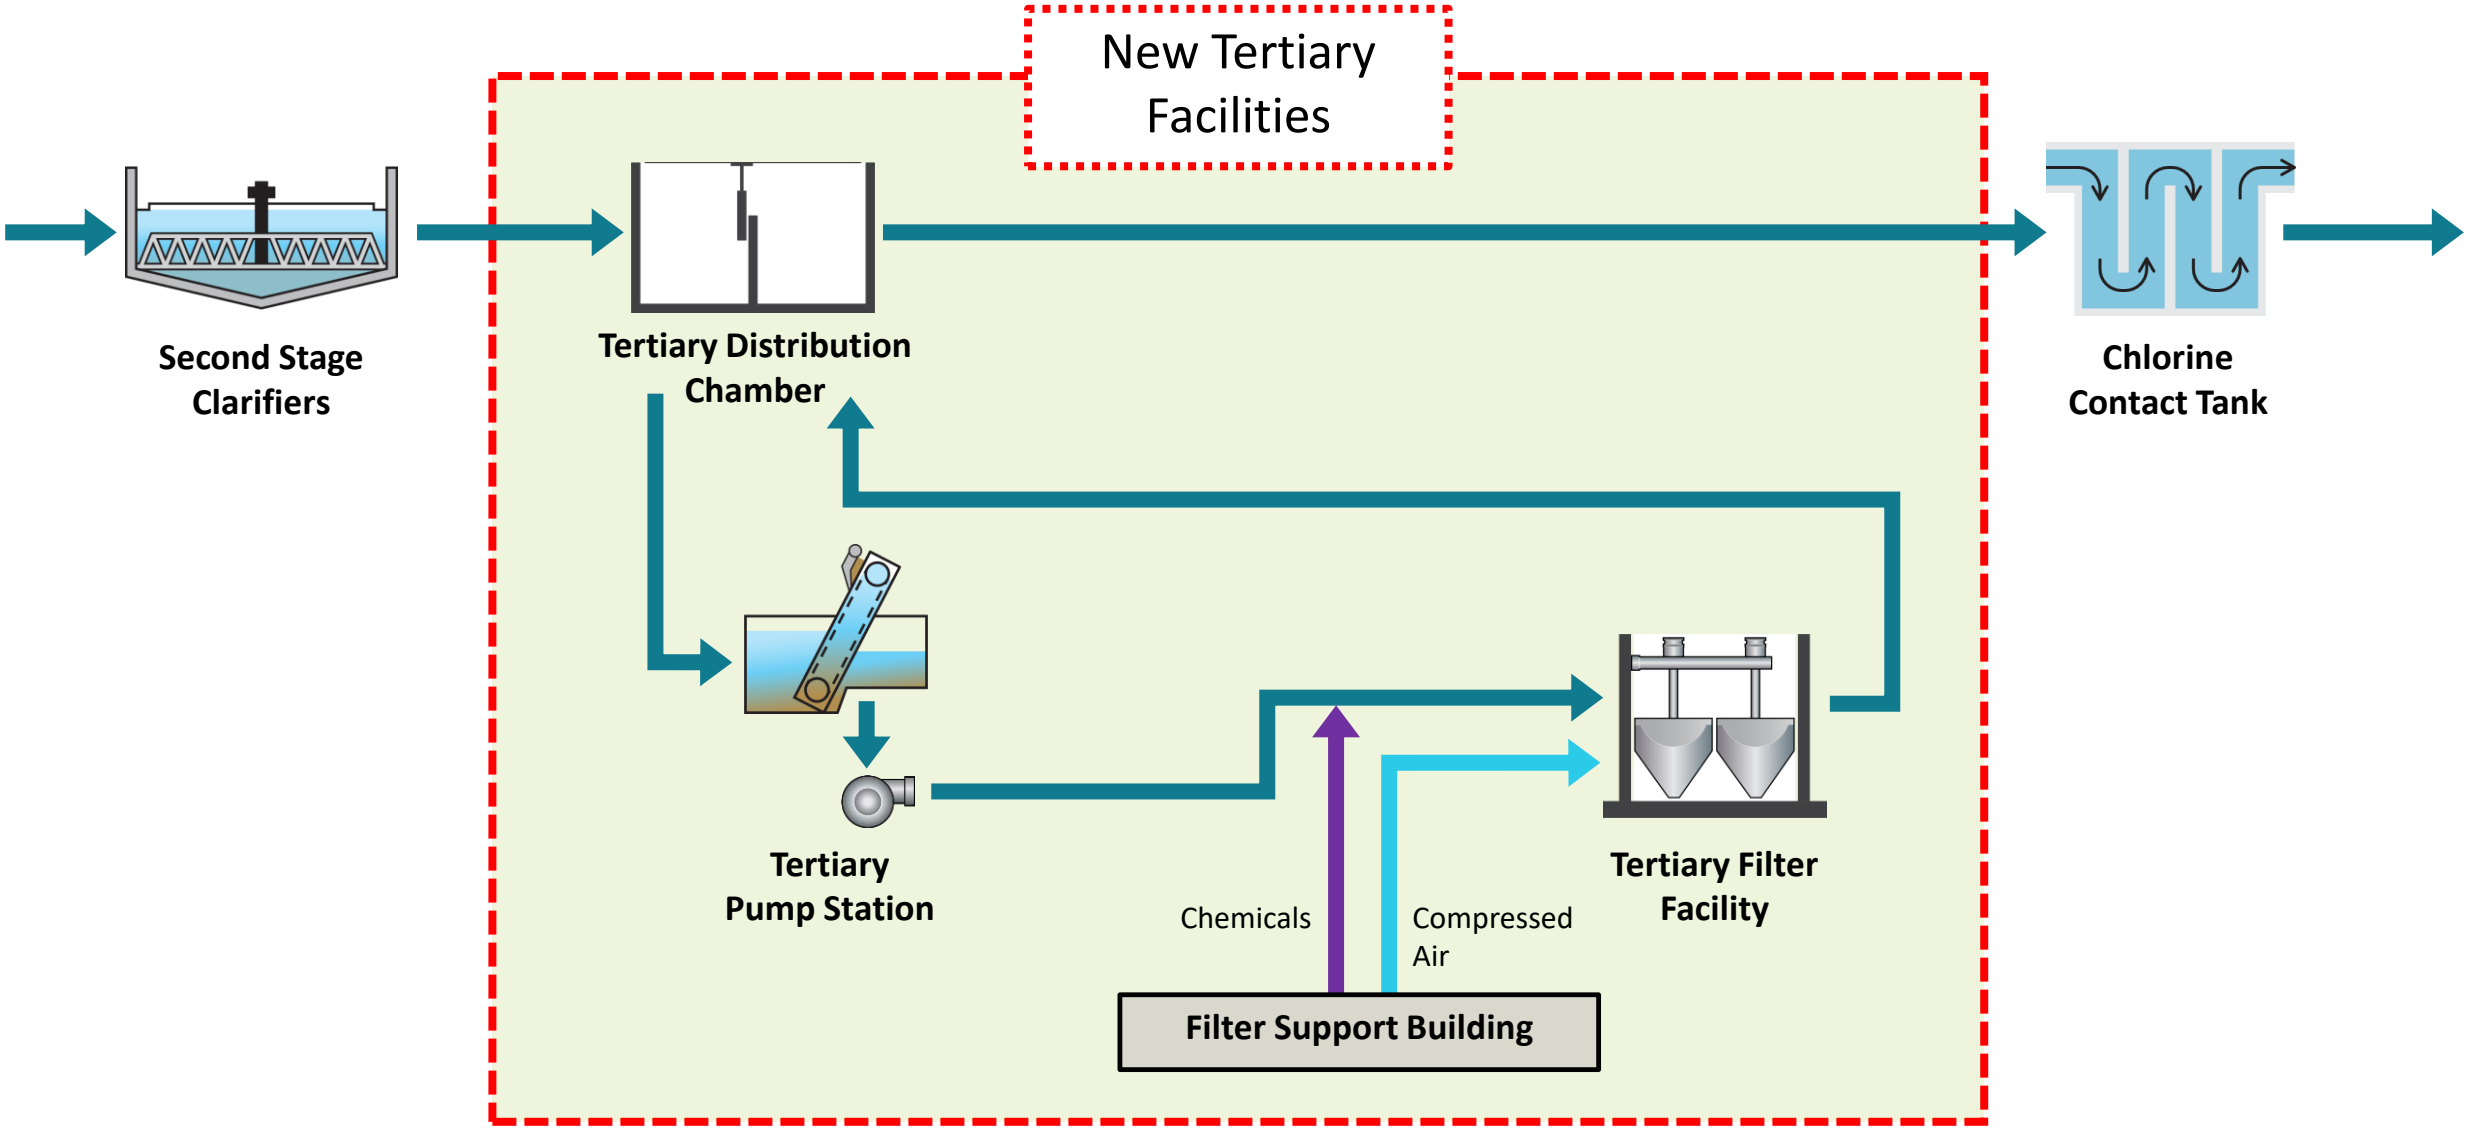 New Tertiary
Facilities
Second Stage
Clarifiers
Tertiary Distribution
Chamber
Chlorine
Contact Tank
Tertiary
Pump Station
Tertiary Filter
Facility
Chemicals
Compressed
Air
Filter Support Building